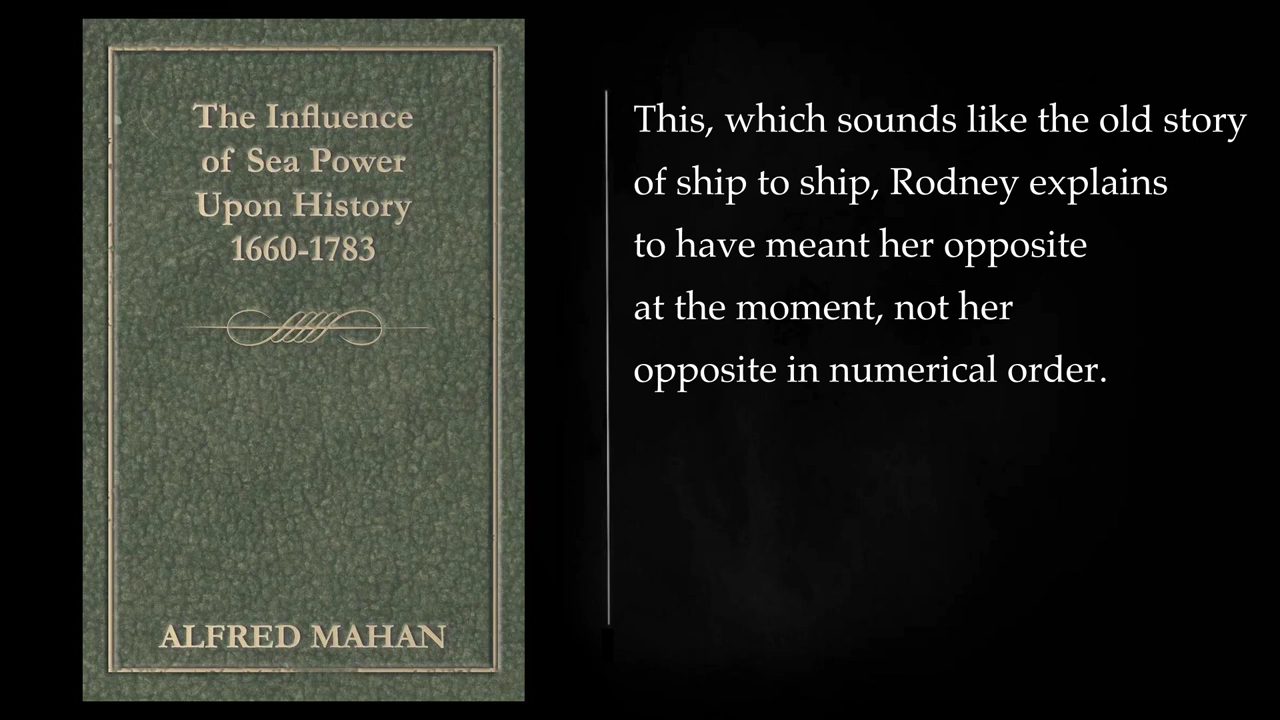 The Influence
of Sea Power
Upon History
1660-1783
ALFRED MAHAN
This, which sounds like the old story
of ship to ship, Rodney explains
to have meant her opposite
at the moment, not her
opposite in numerical order.